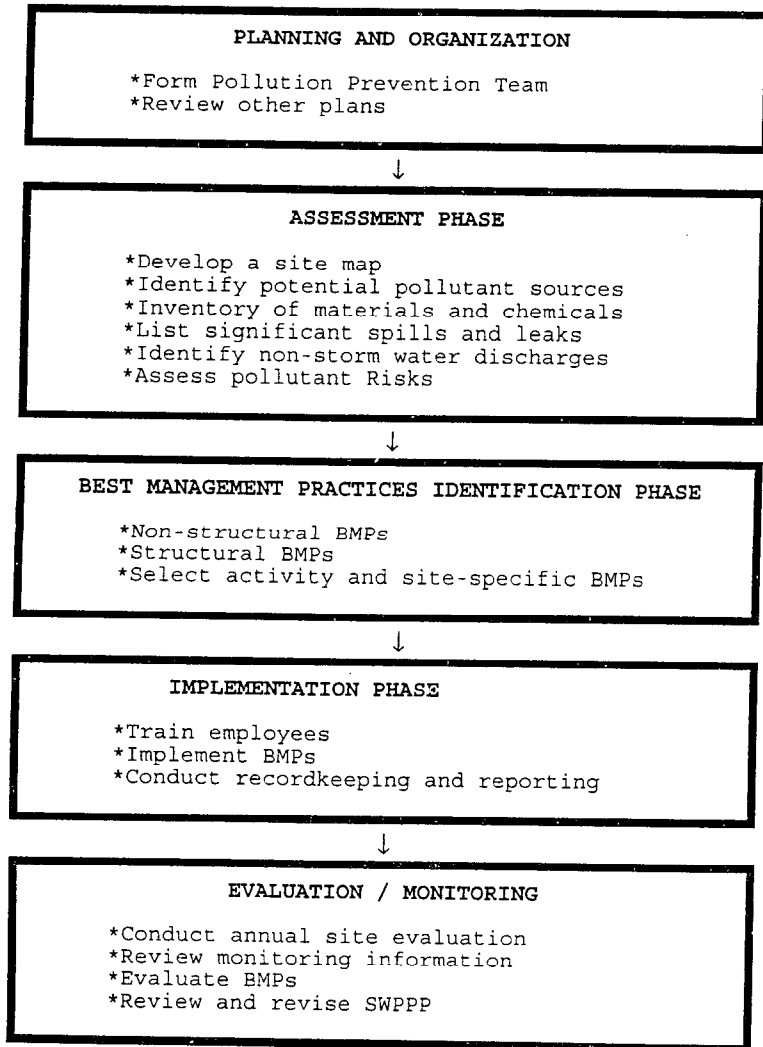 PLANNING AND ORGANIZATION
*Form Pollution Prevention Team
*Review other plans
↓
ASSESSMENT PHASE
*Develop a site map
*Identify potential pollutant sources
*Inventory of materials and chemicals
*List significant spills and leaks
*Identify non-storm water discharges
*Assess pollutant Risks
↓
BEST MANAGEMENT PRACTICES IDENTIFICATION PHASE
*Non-structural BMPs
*Structural BMPs
*Select activity and site-specific BMPs
↓
IMPLEMENTATION PHASE
*Train employees
*Implement BMPs
*Conduct recordkeeping and reporting
↓
EVALUATION / MONITORING
*Conduct annual site evaluation
*Review monitoring information
*Evaluate BMPs
*Review and revise SWPPP